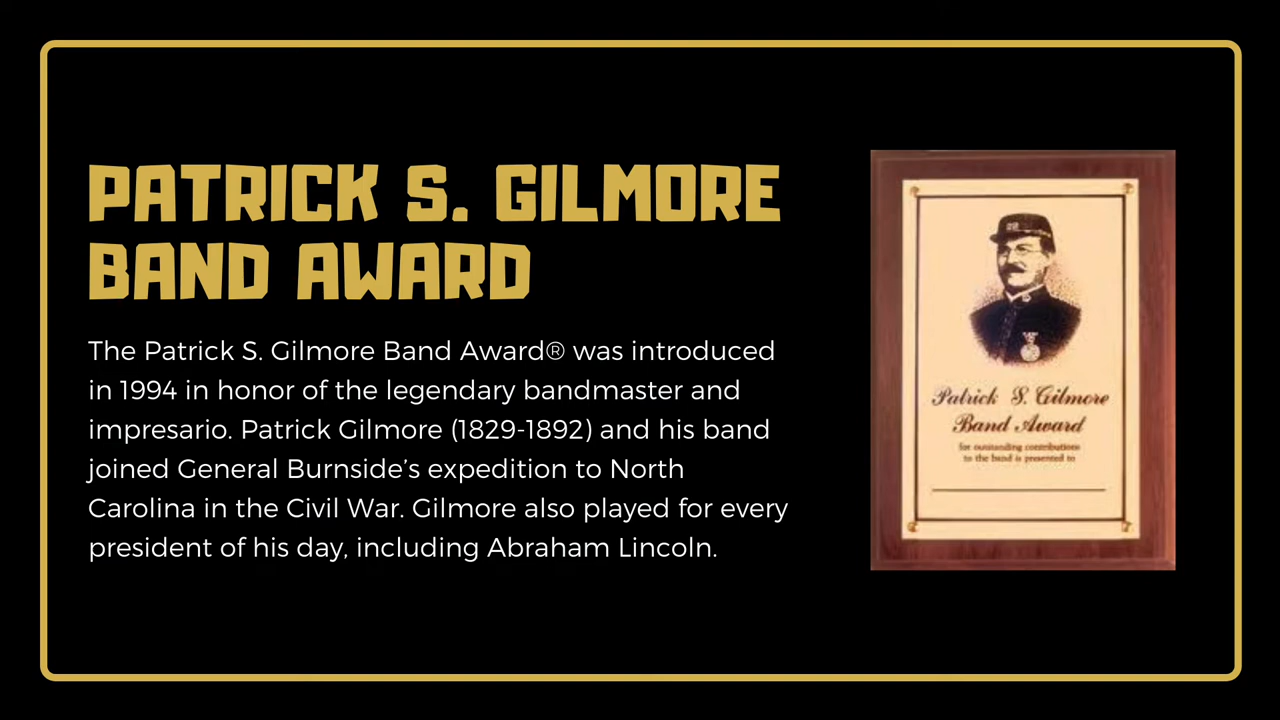 PATRICK S. GILMORE
BAND AWARD
The Patrick S. Gilmore Band Award® was introduced
in 1994 in honor of the legendary bandmaster and
impresario. Patrick Gilmore (1829-1892) and his band
joined General Burnside’s expedition to North
Carolina in the Civil War. Gilmore also played for every
president of his day, including Abraham Lincoln.
Patrick S. Gilmore
Band Award
for outstanding contributions
to the band is presented to